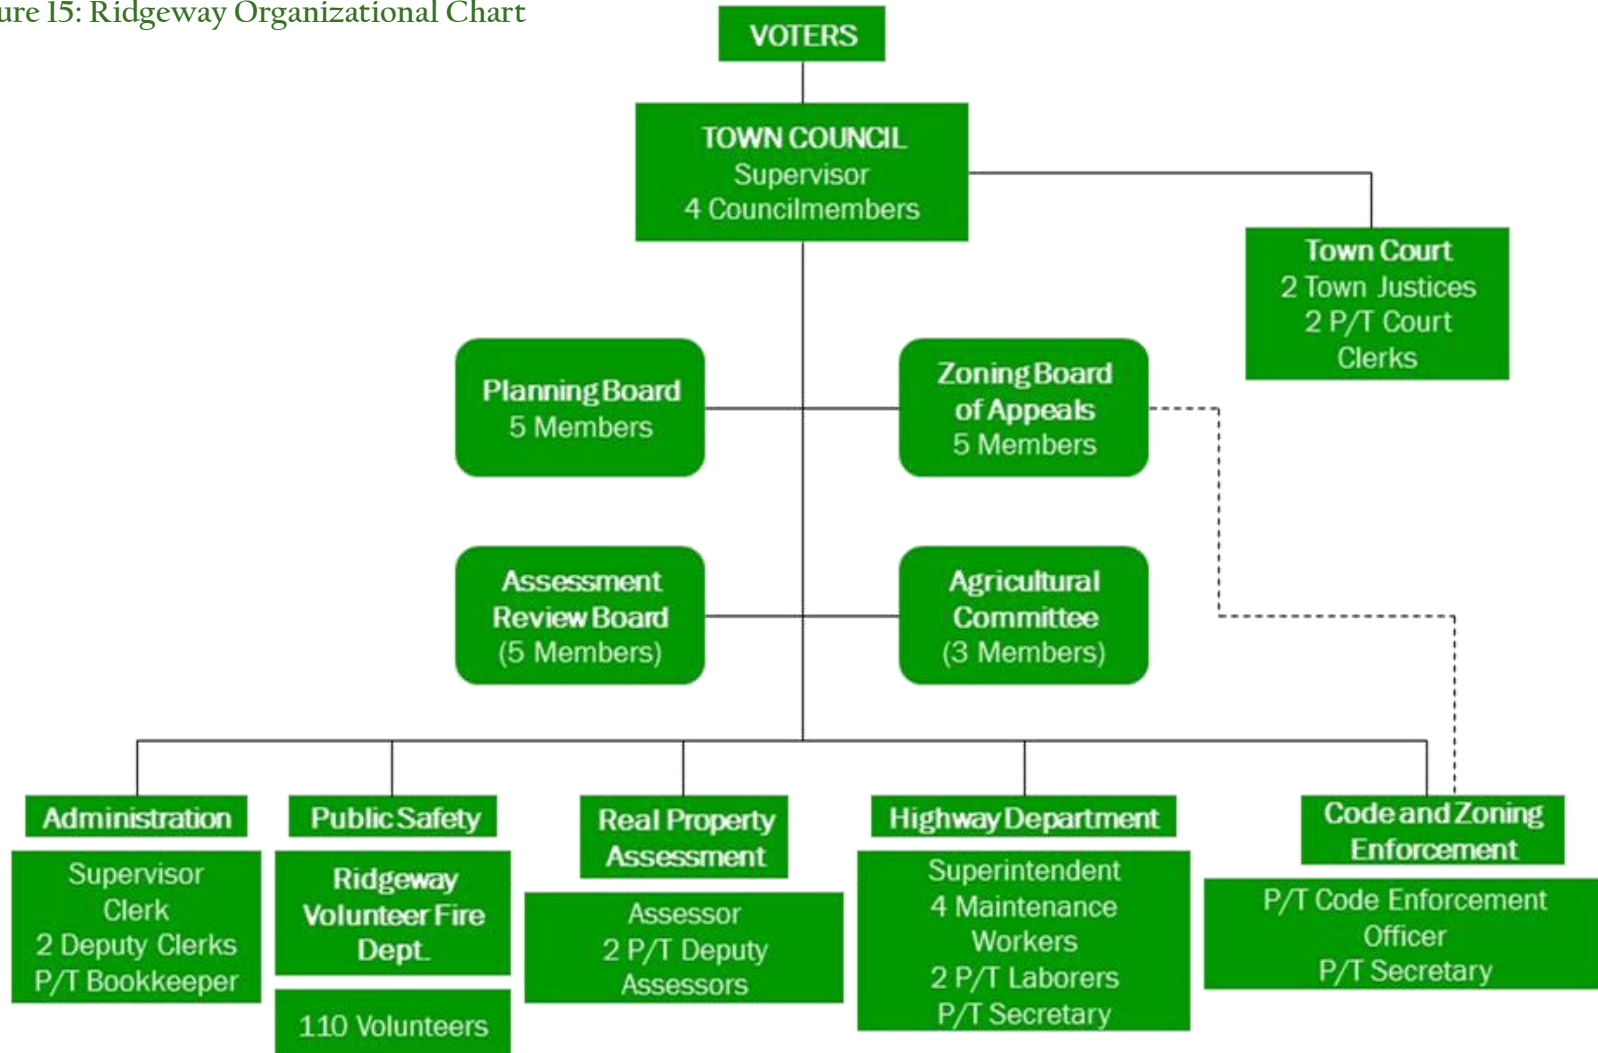 ure 15: Ridgeway Organizational Chart
VOTERS
TOWN COUNCIL
Supervisor
4 Councilmembers
Town Court
2 Town Justices
2 P/T Court
Clerks
Planning Board
5 Members
Zoning Board
of Appeals
5 Members
Assessment
Review Board
(5 Members)
Agricultural
Committee
(3 Members)
Administration
Supervisor
Clerk
2 Deputy Clerks
P/T Bookkeeper
Public Safety
Ridgeway
Volunteer Fire
Dept.
110 Volunteers
Real Property
Assessment
Assessor
2 P/T Deputy
Assessors
Highway Department
Superintendent
4 Maintenance
Workers
2 P/T Laborers
P/T Secretary
Code and Zoning
Enforcement
P/T Code Enforcement
Officer
P/T Secretary